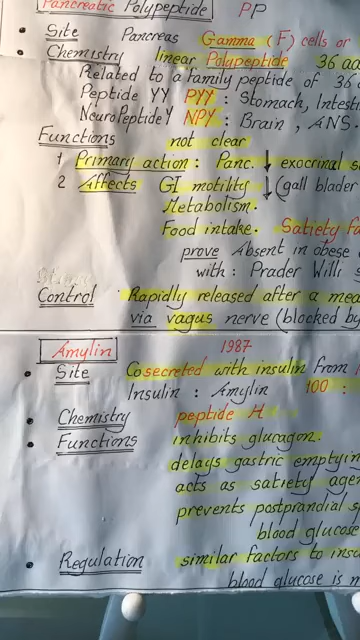 Pancreatic Polypeptide PP
• Site Pancreas Gamma (F) cells or
• Chemistry linear Polypeptide 36 aa
Related to a family peptide of 36 a
Peptide YY PYY : Stomach, Intest
NeuroPeptide Y NPY : Brain, ANS.
Functions not clear
1 Primary action : Panc. ↓ exocrinal s
2 Affects GI motility ↓ (gall bladder
Metabolism.
Food intake. Satiety fa
prove Absent in obese
with : Prader Willi s
Control Rapidly released after a mea
via vagus nerve (blocked by
Amylin 1987
• Site Cosecreted with insulin from
Insulin : Amylin 100 :
• Chemistry peptide H
• Functions inhibits glucagon.
delays gastric emptyin
acts as satiety agen
prevents postprandial s
blood glucose
• Regulation similar factors to insu
blood glucose is m